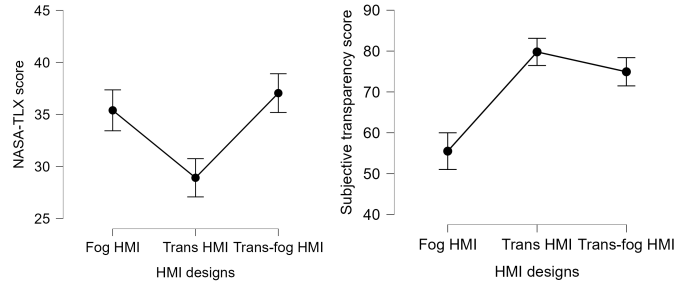 NASA-TLX score
45
40
35
30
25
Fog HMI Trans HMI Trans-fog HMI
HMI designs
Subjective transparency score
90
80
70
60
50
40
Fog HMI Trans HMI Trans-fog HMI
HMI designs